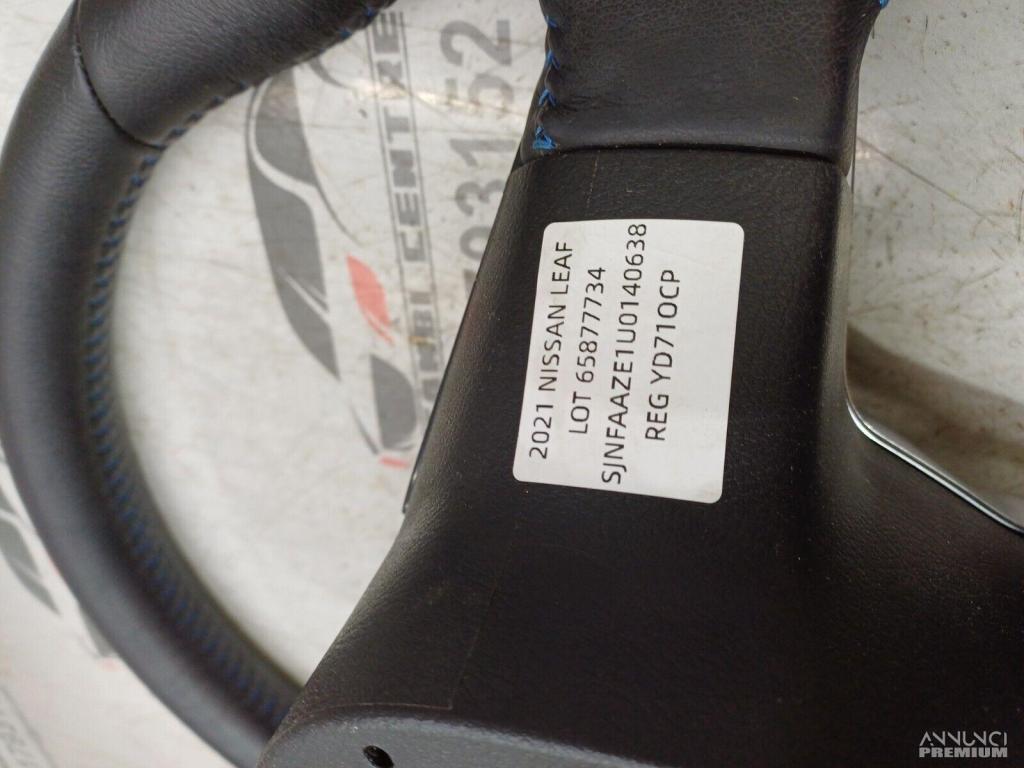 2021 NISSAN LEAF
LOT 65877734
SJNFAAZE1U0140638
REG YD71OCP
ANNUNCI
PREMIUM